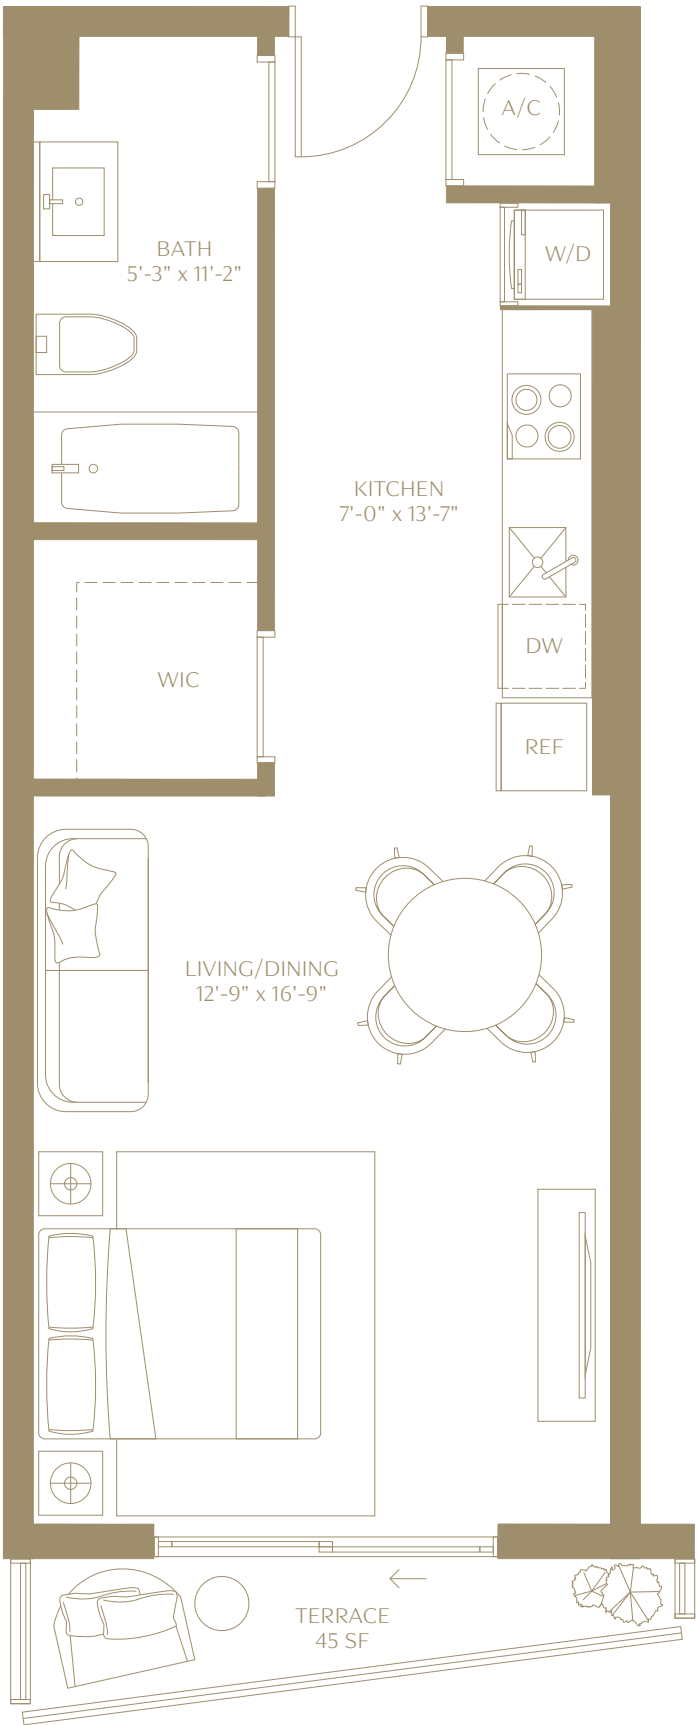 A/C
BATH
5'-3" x 11'-2"
W/D
KITCHEN
7'-0" x 13'-7"
DW
WIC
REF
LIVING/DINING
12'-9" x 16'-9"
TERRACE
45 SF